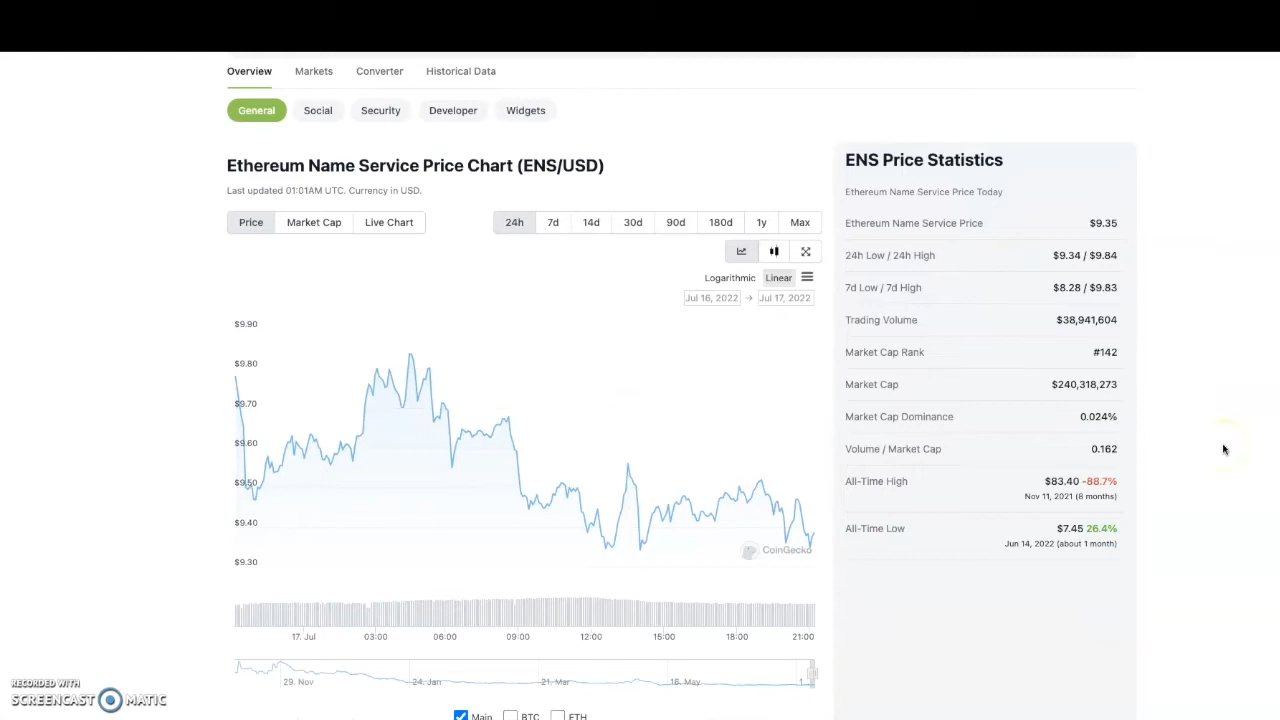 Overview Markets Converter Historical Data
General Social Security Developer Widgets
Ethereum Name Service Price Chart (ENS/USD)
Last updated 01:01AM UTC. Currency in USD.
Price Market Cap Live Chart
24h 7d 14d 30d 90d 180d 1y Max
Logarithmic Linear
Jul 16, 2022 → Jul 17, 2022
$9.90
$9.80
$9.70
$9.60
$9.50
$9.40
$9.30
CoinGecko
17. Jul 03:00 06:00 09:00 12:00 15:00 18:00 21:00
29. Nov 24. Jan 21. Mar 16. May 1
Main BTC ETH
ENS Price Statistics
Ethereum Name Service Price Today
Ethereum Name Service Price $9.35
24h Low / 24h High $9.34 / $9.84
7d Low / 7d High $8.28 / $9.83
Trading Volume $38,941,604
Market Cap Rank #142
Market Cap $240,318,273
Market Cap Dominance 0.024%
Volume / Market Cap 0.162
All-Time High $83.40 -88.7%
Nov 11, 2021 (8 months)
All-Time Low $7.45 26.4%
Jun 14, 2022 (about 1 month)
RECORDED WITH
SCREENCAST MATIC